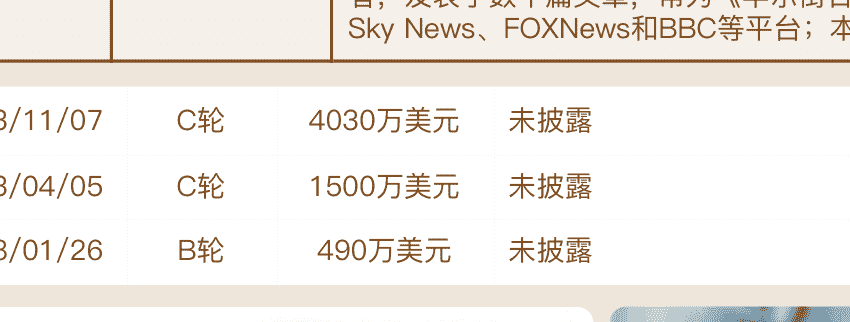 Sky News、FOXNews和BBC等平台；本
3/11/07 C轮 4030万美元 未披露
3/04/05 C轮 1500万美元 未披露
3/01/26 B轮 490万美元 未披露